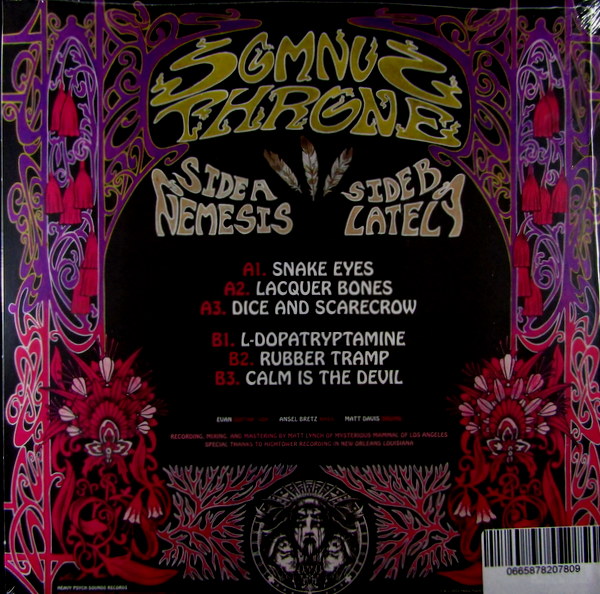 SOMNUS
THRONE
SIDE A
NEMESIS
SIDE B
LATELY
A1. SNAKE EYES
A2. LACQUER BONES
A3. DICE AND SCARECROW
B1. L-DOPATRYPTAMINE
B2. RUBBER TRAMP
B3. CALM IS THE DEVIL
EVAN ANSEL BRETZ MATT DAVIS
RECORDING, MIXING, AND MASTERING BY MATT LYNCH OF MYSTERIOUS MAMMAL OF LOS ANGELES
SPECIAL THANKS TO HIGHTOWER RECORDING IN NEW ORLEANS LOUISIANA
HEAVY PSYCH SOUNDS RECORDS
0665878207809